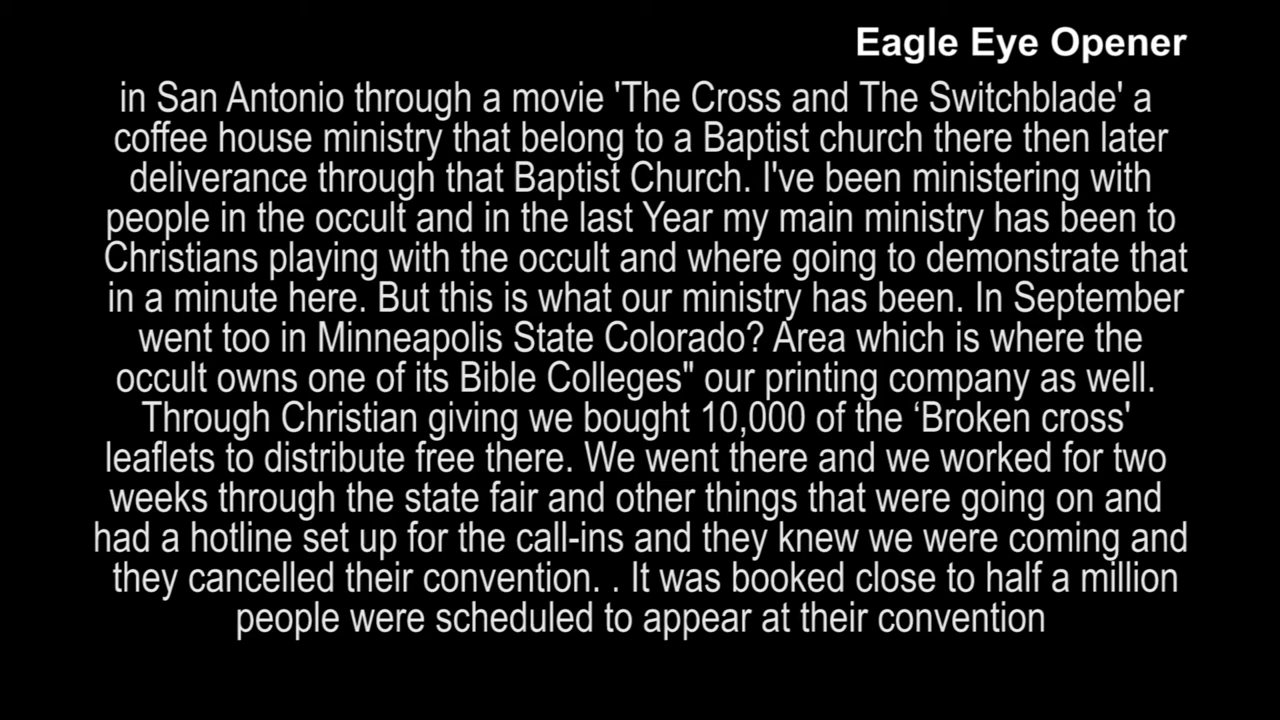 Eagle Eye Opener
in San Antonio through a movie 'The Cross and The Switchblade' a
coffee house ministry that belong to a Baptist church there then later
deliverance through that Baptist Church. I've been ministering with
people in the occult and in the last Year my main ministry has been to
Christians playing with the occult and where going to demonstrate that
in a minute here. But this is what our ministry has been. In September
went too in Minneapolis State Colorado? Area which is where the
occult owns one of its Bible Colleges" our printing company as well.
Through Christian giving we bought 10,000 of the ‘Broken cross'
leaflets to distribute free there. We went there and we worked for two
weeks through the state fair and other things that were going on and
had a hotline set up for the call-ins and they knew we were coming and
they cancelled their convention. . It was booked close to half a million
people were scheduled to appear at their convention